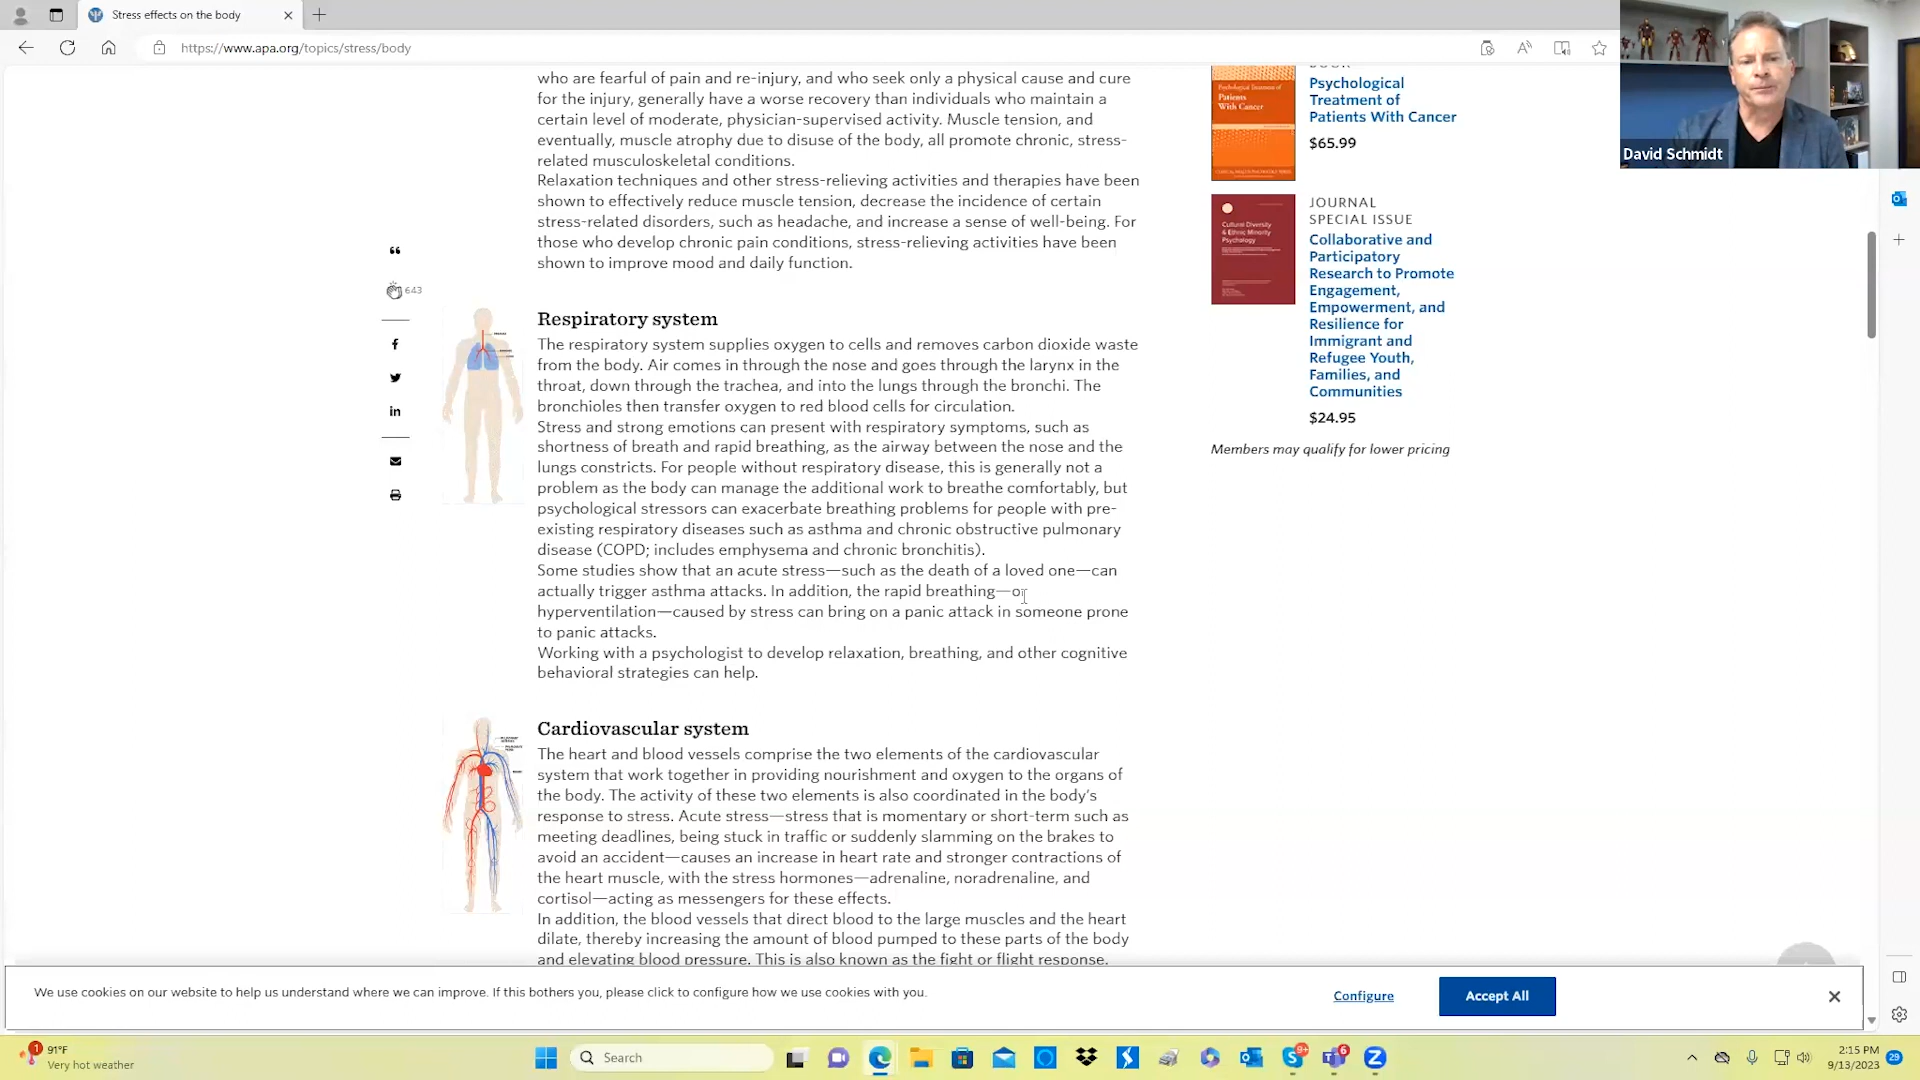 Stress effects on the body
https://www.apa.org/topics/stress/body
who are fearful of pain and re-injury, and who seek only a physical cause and cure
for the injury, generally have a worse recovery than individuals who maintain a
certain level of moderate, physician-supervised activity. Muscle tension, and
eventually, muscle atrophy due to disuse of the body, all promote chronic, stress-
related musculoskeletal conditions.
Relaxation techniques and other stress-relieving activities and therapies have been
shown to effectively reduce muscle tension, decrease the incidence of certain
stress-related disorders, such as headache, and increase a sense of well-being. For
those who develop chronic pain conditions, stress-relieving activities have been
shown to improve mood and daily function.
643
Respiratory system
The respiratory system supplies oxygen to cells and removes carbon dioxide waste
from the body. Air comes in through the nose and goes through the larynx in the
throat, down through the trachea, and into the lungs through the bronchi. The
bronchioles then transfer oxygen to red blood cells for circulation.
Stress and strong emotions can present with respiratory symptoms, such as
shortness of breath and rapid breathing, as the airway between the nose and the
lungs constricts. For people without respiratory disease, this is generally not a
problem as the body can manage the additional work to breathe comfortably, but
psychological stressors can exacerbate breathing problems for people with pre-
existing respiratory diseases such as asthma and chronic obstructive pulmonary
disease (COPD; includes emphysema and chronic bronchitis).
Some studies show that an acute stress—such as the death of a loved one—can
actually trigger asthma attacks. In addition, the rapid breathing—or
hyperventilation—caused by stress can bring on a panic attack in someone prone
to panic attacks.
Working with a psychologist to develop relaxation, breathing, and other cognitive
behavioral strategies can help.
Cardiovascular system
The heart and blood vessels comprise the two elements of the cardiovascular
system that work together in providing nourishment and oxygen to the organs of
the body. The activity of these two elements is also coordinated in the body's
response to stress. Acute stress—stress that is momentary or short-term such as
meeting deadlines, being stuck in traffic or suddenly slamming on the brakes to
avoid an accident—causes an increase in heart rate and stronger contractions of
the heart muscle, with the stress hormones—adrenaline, noradrenaline, and
cortisol—acting as messengers for these effects.
In addition, the blood vessels that direct blood to the large muscles and the heart
dilate, thereby increasing the amount of blood pumped to these parts of the body
and elevating blood pressure. This is also known as the fight or flight response.
BOOK
Psychological Treatment of
Patients With Cancer
Psychological
Treatment of
Patients With Cancer
$65.99
Cultural Diversity
& Ethnic Minority
Psychology
JOURNAL
SPECIAL ISSUE
Collaborative and
Participatory
Research to Promote
Engagement,
Empowerment, and
Resilience for
Immigrant and
Refugee Youth,
Families, and
Communities
$24.95
Members may qualify for lower pricing
David Schmidt
We use cookies on our website to help us understand where we can improve. If this bothers you, please click to configure how we use cookies with you.
Configure
Accept All
1
91°F
Very hot weather
Search
9+
6
2:15 PM
9/13/2023
29